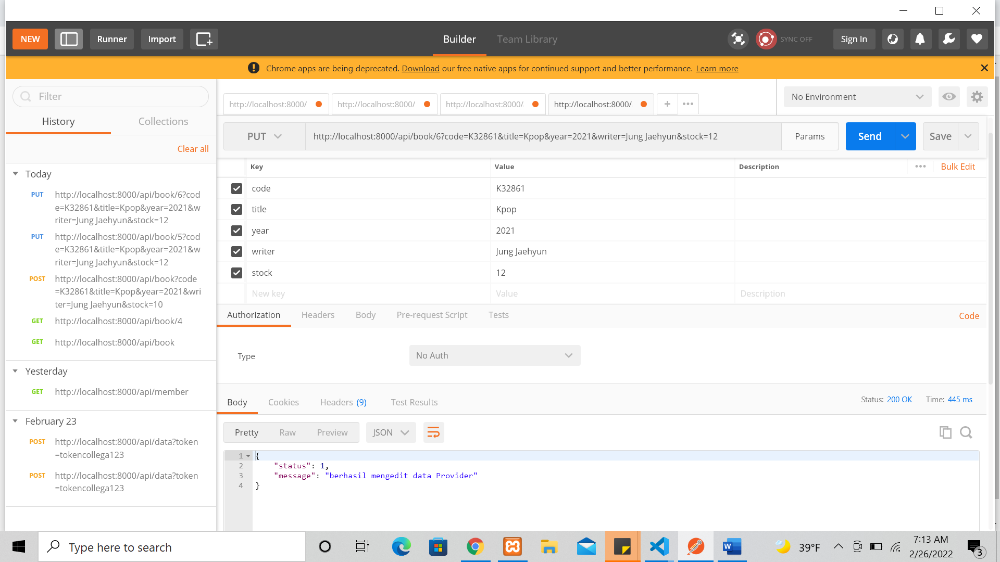 NEW
Runner
Import
Builder
Team Library
SYNC OFF
Sign In
Chrome apps are being deprecated. Download our free native apps for continued support and better performance. Learn more
Filter
History
Collections
Clear all
Today
PUT
http://localhost:8000/api/book/6?cod
e=K32861&title=Kpop&year=2021&w
riter=Jung Jaehyun&stock=12
PUT
http://localhost:8000/api/book/5?cod
e=K32861&title=Kpop&year=2021&w
riter=Jung Jaehyun&stock=12
POST
http://localhost:8000/api/book?code
=K32861&title=Kpop&year=2021&wri
ter=Jung Jaehyun&stock=10
GET
http://localhost:8000/api/book/4
GET
http://localhost:8000/api/book
Yesterday
GET
http://localhost:8000/api/member
February 23
POST
http://localhost:8000/api/data?token
=tokencollega123
POST
http://localhost:8000/api/data?token
=tokencollega123
http://localhost:8000/
http://localhost:8000/
http://localhost:8000/
http://localhost:8000/
No Environment
PUT
http://localhost:8000/api/book/6?code=K32861&title=Kpop&year=2021&writer=Jung Jaehyun&stock=12
Params
Send
Save
Key Value Description
Bulk Edit
code K32861
title Kpop
year 2021
writer Jung Jaehyun
stock 12
New key Value Description
Authorization Headers Body Pre-request Script Tests
Code
Type
No Auth
Body Cookies Headers (9) Test Results
Status: 200 OK Time: 445 ms
Pretty Raw Preview
JSON
1 {
2 "status": 1,
3 "message": "berhasil mengedit data Provider"
4 }
Type here to search
39°F
7:13 AM
2/26/2022
3